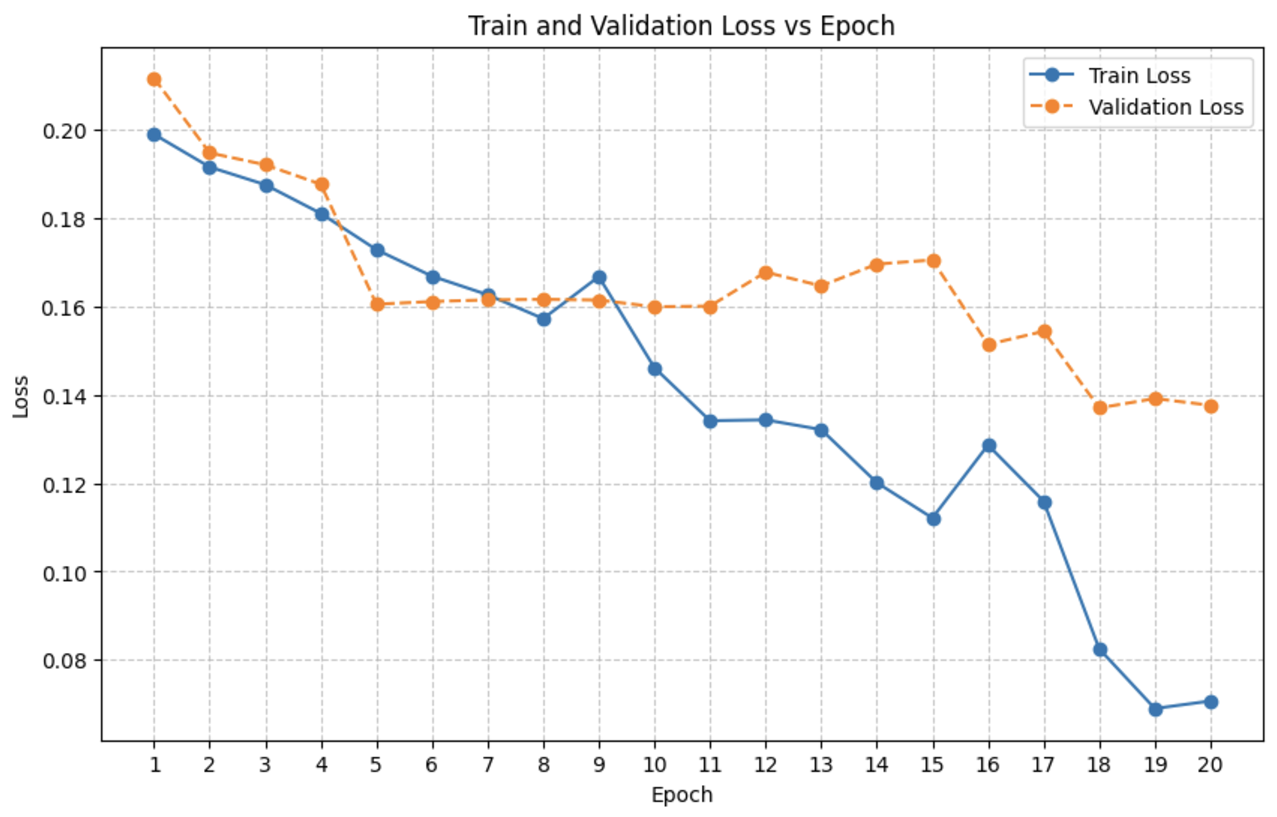 Train and Validation Loss vs Epoch
Train Loss
Validation Loss
0.20
0.18
0.16
0.14
0.12
0.10
0.08
Loss
1 2 3 4 5 6 7 8 9 10 11 12 13 14 15 16 17 18 19 20
Epoch